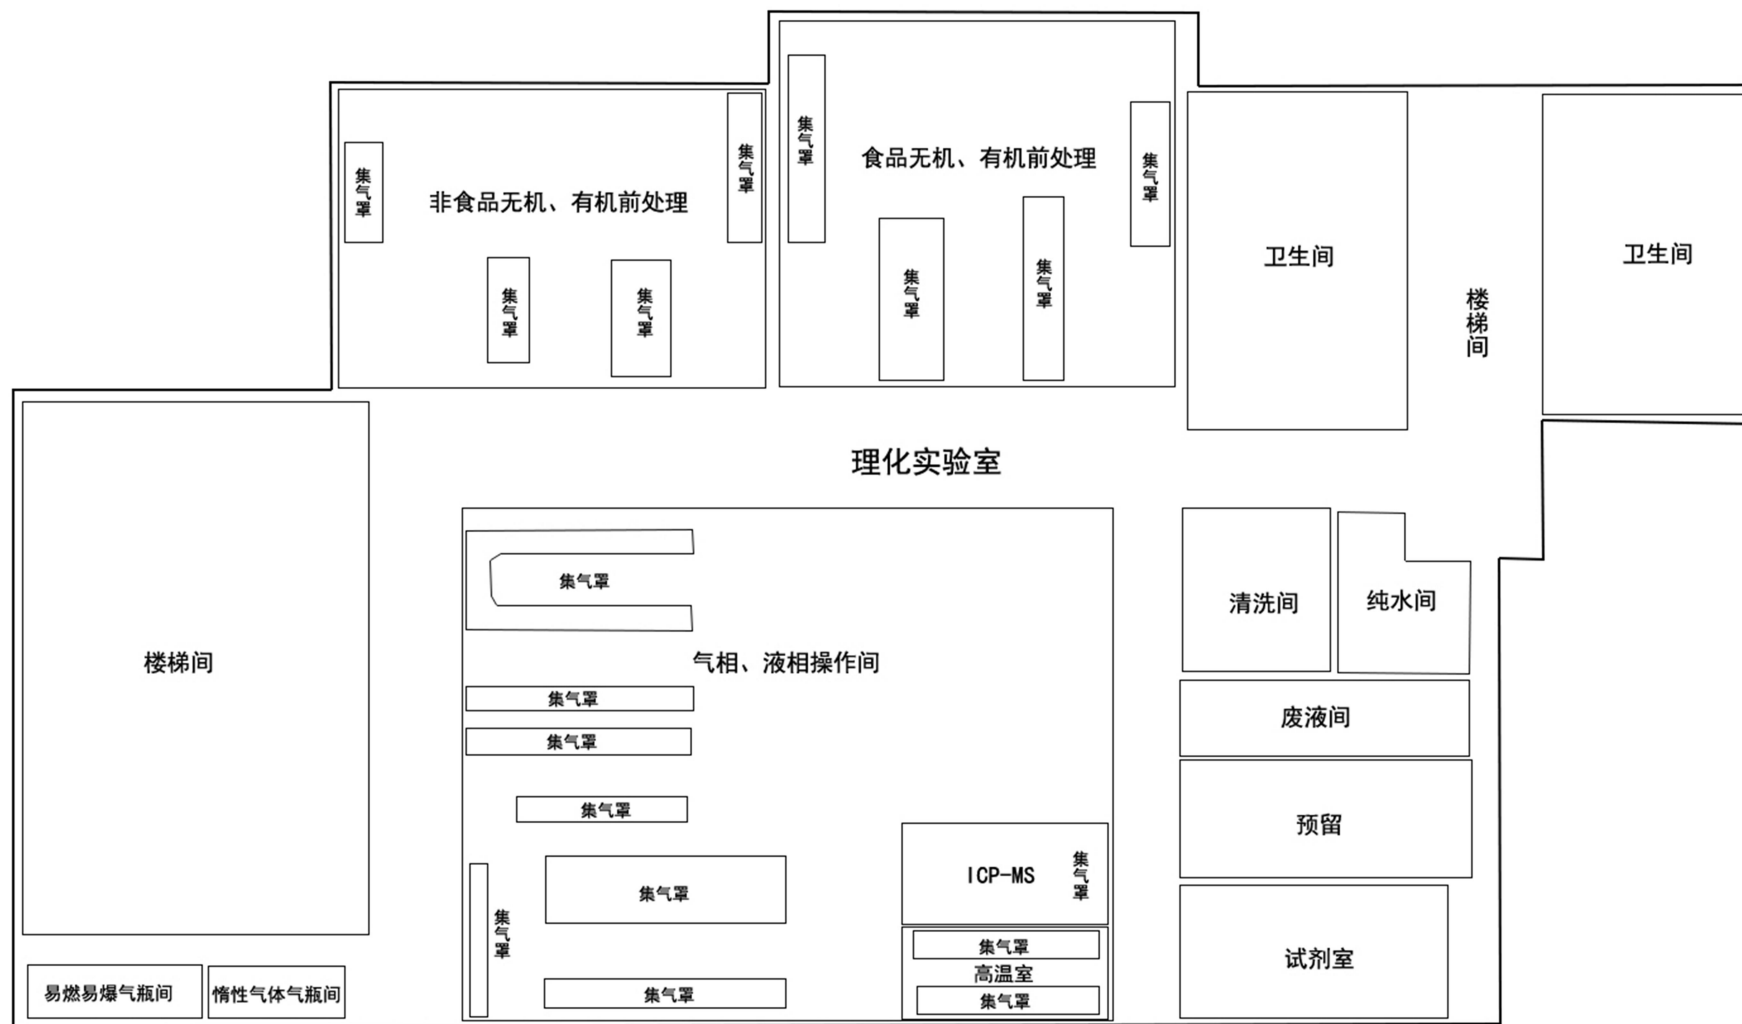 集气罩
非食品无机、有机前处理
集气罩
集气罩
集气罩
集气罩
食品无机、有机前处理
集气罩
集气罩
集气罩
卫生间
楼梯间
卫生间
理化实验室
楼梯间
集气罩
气相、液相操作间
集气罩
集气罩
集气罩
集气罩
集气罩
集气罩
ICP-MS
集气罩
集气罩
高温室
集气罩
清洗间
纯水间
废液间
预留
试剂室
易燃易爆气瓶间
惰性气体气瓶间